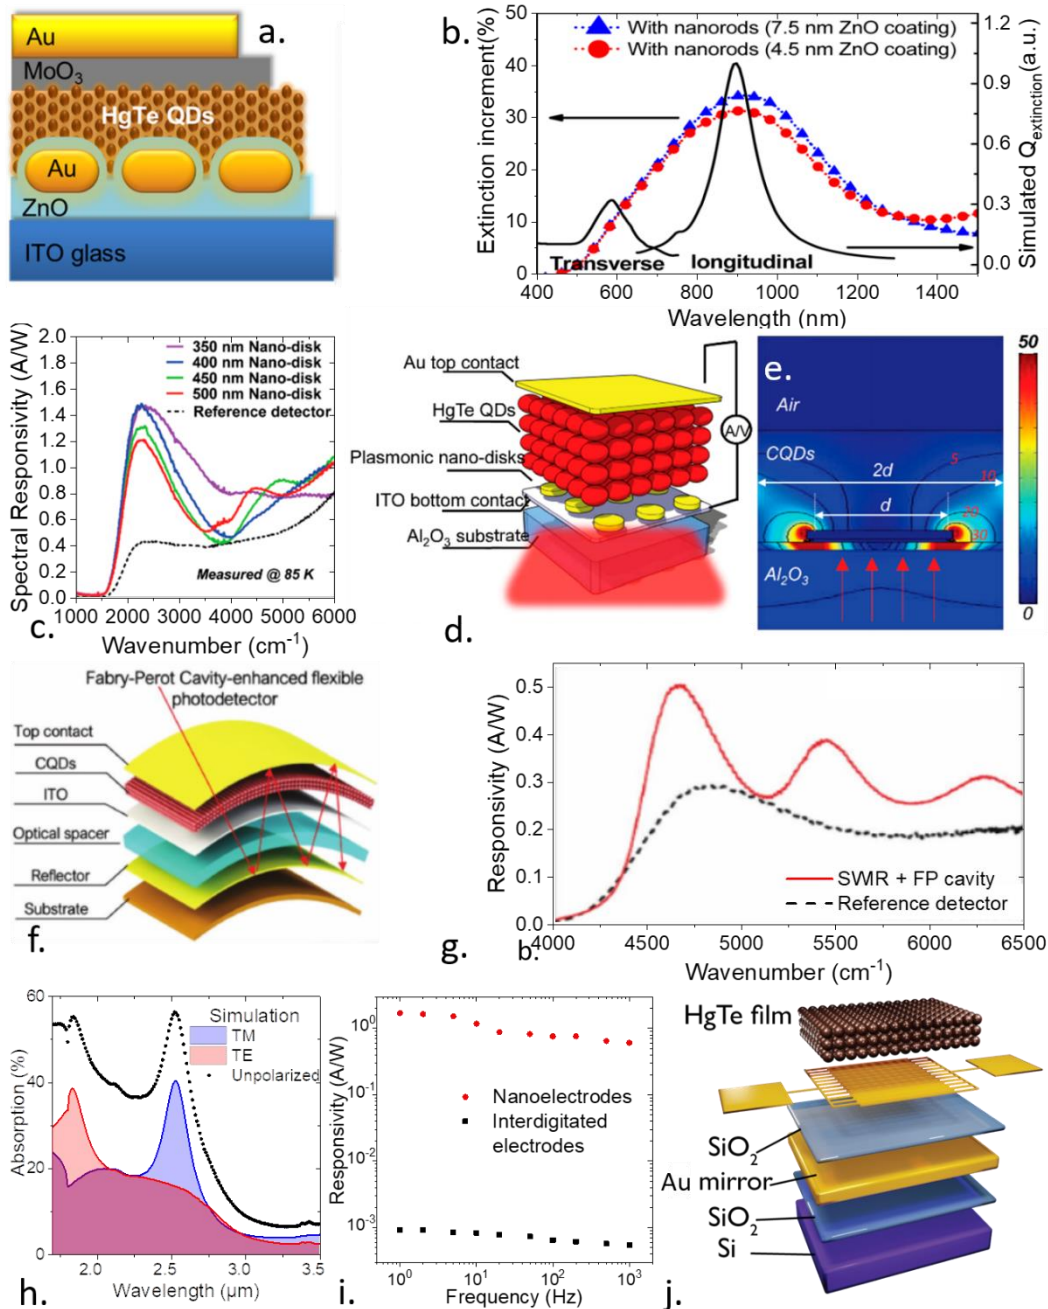 a.
Au
MoO3
HgTe QDs
Au
ZnO
ITO glass
b.
With nanorods (7.5 nm ZnO coating)
With nanorods (4.5 nm ZnO coating)
Extinction increment(%)
50
40
30
20
10
0
Simulated Qextinction(a.u.)
1.2
0.9
0.6
0.3
0.0
Transverse
longitudinal
400 600 800 1000 1200 1400
Wavelength (nm)
Spectral Responsivity (A/W)
2.0
1.8
1.6
1.4
1.2
1.0
0.8
0.6
0.4
0.2
0.0
350 nm Nano-disk
400 nm Nano-disk
450 nm Nano-disk
500 nm Nano-disk
Reference detector
Measured @ 85 K
1000 2000 3000 4000 5000 6000
Wavenumber (cm-1)
c.
Au top contact
HgTe QDs
Plasmonic nano-disks
ITO bottom contact
Al2O3 substrate
A/V
d.
e.
Air
CQDs
2d
d
5
10
20
30
Al2O3
50
0
Fabry-Perot Cavity-enhanced flexible
photodetector
Top contact
CQDs
ITO
Optical spacer
Reflector
Substrate
f.
Responsivity (A/W)
0.5
0.4
0.3
0.2
0.1
0.0
SWIR + FP cavity
Reference detector
4000 4500 5000 5500 6000 6500
Wavenumber (cm-1)
g.
b.
Absorption (%)
60
40
20
0
Simulation
TM
TE
Unpolarized
2.0 2.5 3.0 3.5
Wavelength (µm)
h.
Responsivity (A/W)
10^0
10^-1
10^-2
10^-3
Nanoelectrodes
Interdigitated
electrodes
10^0 10^1 10^2 10^3
Frequency (Hz)
i.
HgTe film
SiO2
Au mirror
SiO2
Si
j.